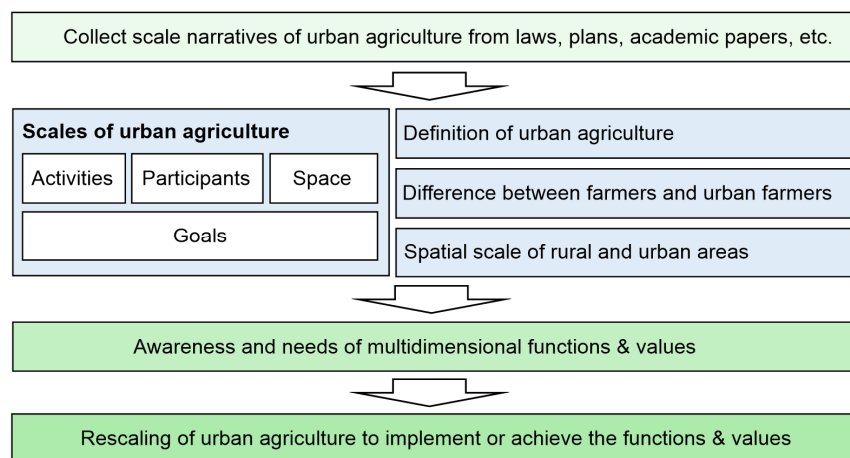 Collect scale narratives of urban agriculture from laws, plans, academic papers, etc.
Scales of urban agriculture
Activities
Participants
Space
Goals
Definition of urban agriculture
Difference between farmers and urban farmers
Spatial scale of rural and urban areas
Awareness and needs of multidimensional functions & values
Rescaling of urban agriculture to implement or achieve the functions & values